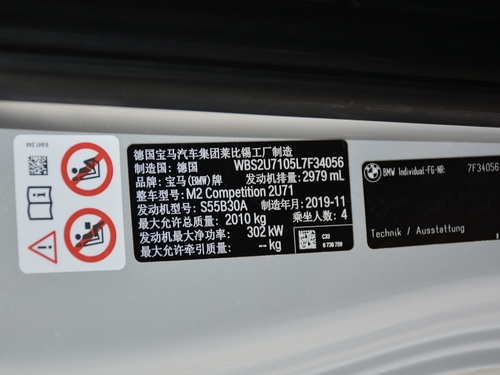 德国宝马汽车集团莱比锡工厂制造
制造国：德国 WBS2U7105L7F34056
品牌：宝马(BMW)牌 发动机排量：2979 mL
整车型号：M2 Competition 2U71
发动机型号：S55B30A 制造年月：2019-11
最大允许总质量：2010 kg 乘坐人数：4
发动机最大净功率：302 kW
最大允许牵引质量：-- kg
C33
BMW Individual-FG-NR: 7F34056
Technik / Ausstattung